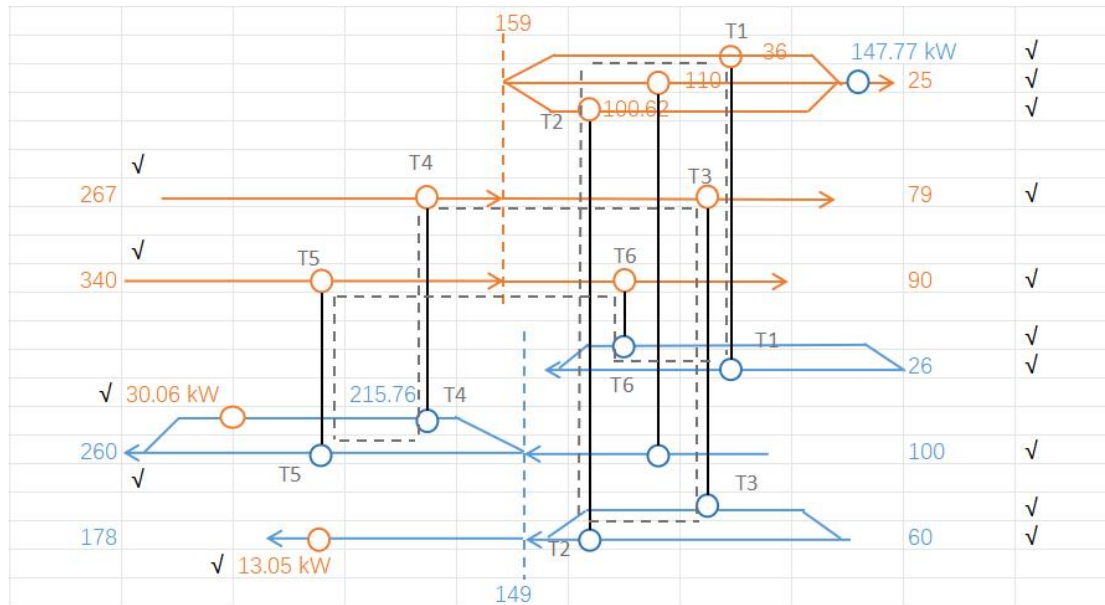 159
T1
36
147.77 kW
√
110
25
√
T2
100.62
√
√
T4
T3
267
79
√
√
T5
T6
340
90
√
√
T1
26
√
T6
√ 30.06 kW
215.76
T4
260
100
√
√
T5
T3
√
178
T2
60
√
√ 13.05 kW
149